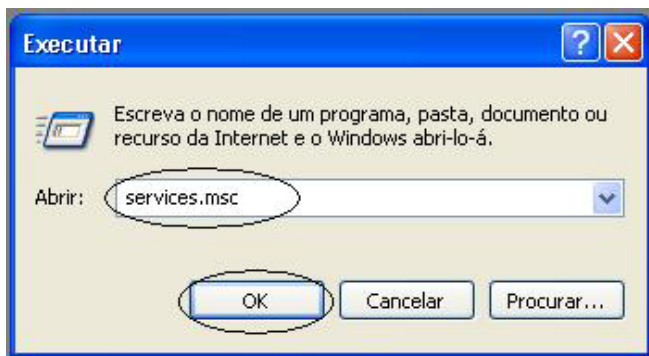 Executar
Escreva o nome de um programa, pasta, documento ou
recurso da Internet e o Windows abri-lo-á.
Abrir: services.msc
OK Cancelar Procurar...